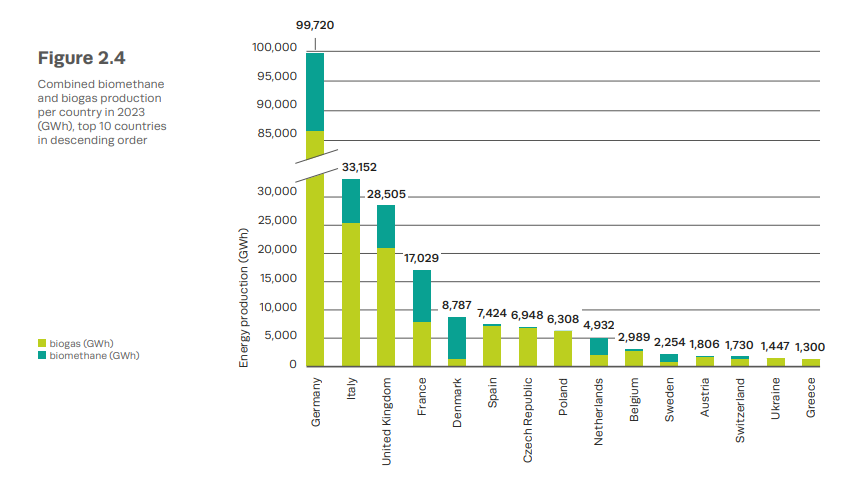 99,720
Figure 2.4
Combined biomethane
and biogas production
per country in 2023
(GWh), top 10 countries
in descending order
biogas (GWh)
biomethane (GWh)
Energy production (GWh)
100,000
95,000
90,000
85,000
30,000
25,000
20,000
15,000
10,000
5,000
0
33,152
28,505
17,029
8,787
7,424
6,948
6,308
4,932
2,989
2,254
1,806
1,730
1,447
1,300
Germany
Italy
United Kingdom
France
Denmark
Spain
Czech Republic
Poland
Netherlands
Belgium
Sweden
Austria
Switzerland
Ukraine
Greece